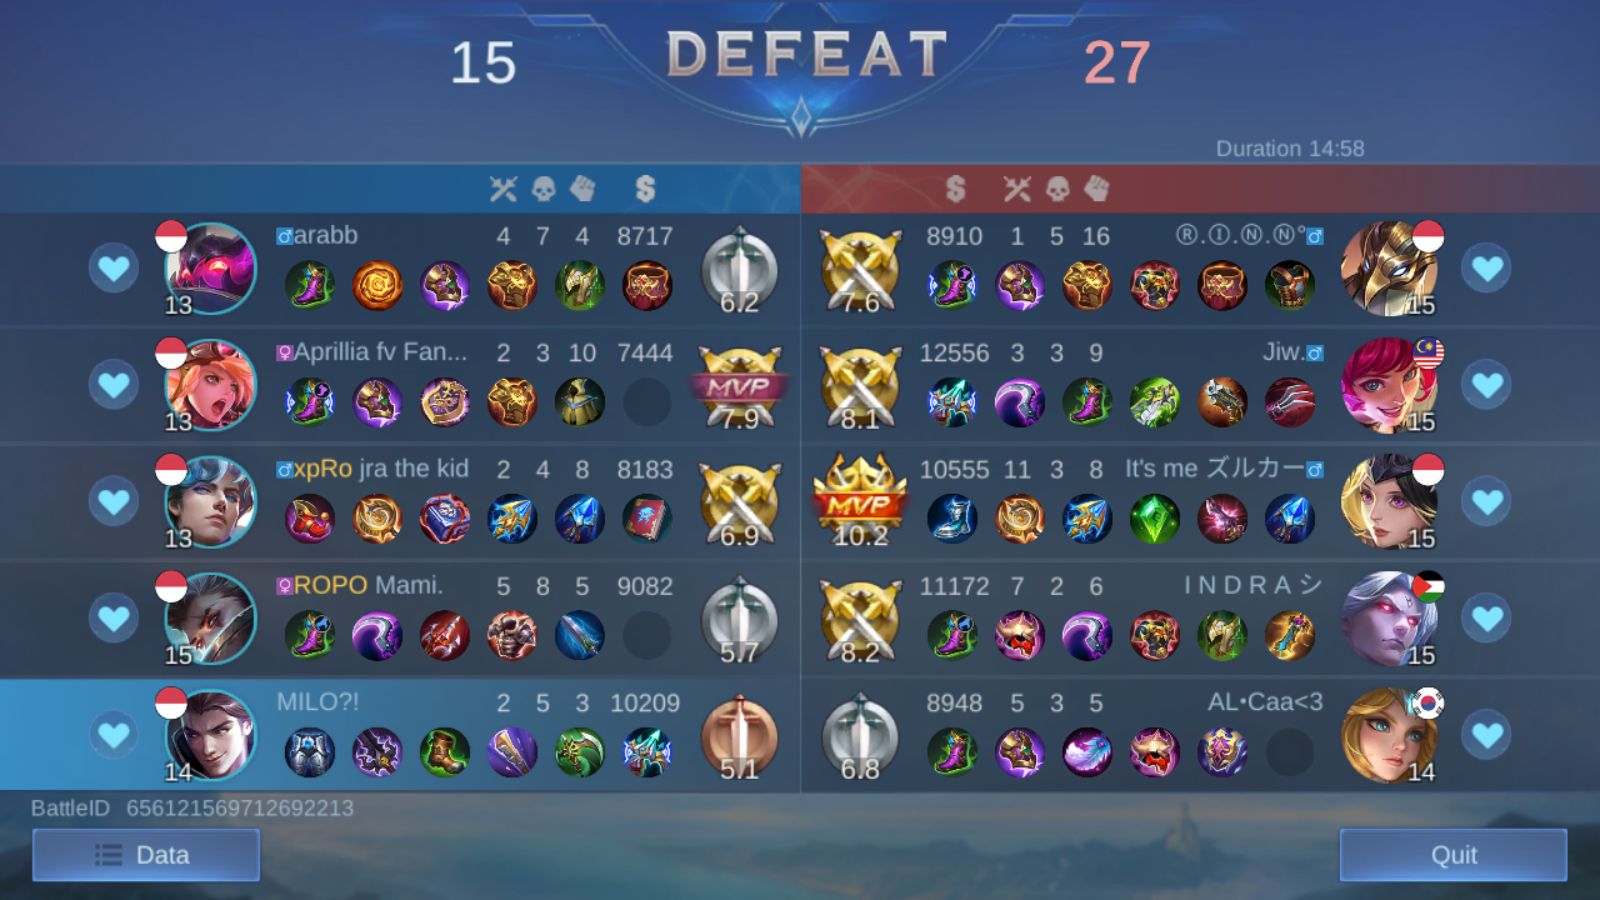 15 DEFEAT 27
Duration 14:58
arabb 4 7 4 8717
13 6.2
8910 1 5 16 Ⓡ.Ⓘ.Ⓝ.Ⓝ°
7.6 15
Aprillia fv Fan... 2 3 10 7444
13 MVP 7.9
12556 3 3 9 Jiw.
8.1 15
xpRo jra the kid 2 4 8 8183
13 6.9
10555 11 3 8 It's me ズルカー
MVP 10.2 15
ROPO Mami. 5 8 5 9082
15 5.7
11172 7 2 6 I N D R A シ
8.2 15
MILO?! 2 5 3 10209
14 5.1
8948 5 3 5 AL•Caa<3
6.8 14
BattleID 656121569712692213
Data Quit